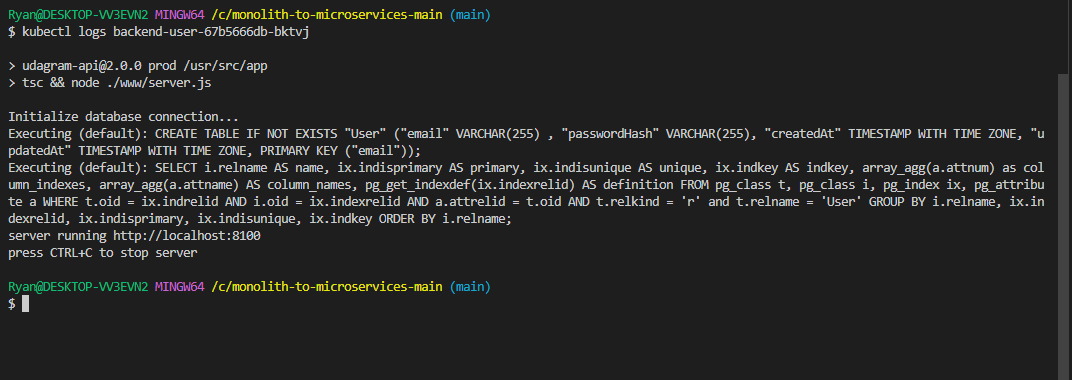 Ryan@DESKTOP-VV3EVN2 MINGW64 /c/monolith-to-microservices-main (main)
$ kubectl logs backend-user-67b5666db-bktvj
> udagram-api@2.0.0 prod /usr/src/app
> tsc && node ./www/server.js
Initialize database connection...
Executing (default): CREATE TABLE IF NOT EXISTS "User" ("email" VARCHAR(255) , "passwordHash" VARCHAR(255), "createdAt" TIMESTAMP WITH TIME ZONE, "u
pdatedAt" TIMESTAMP WITH TIME ZONE, PRIMARY KEY ("email"));
Executing (default): SELECT i.relname AS name, ix.indisprimary AS primary, ix.indisunique AS unique, ix.indkey AS indkey, array_agg(a.attnum) as col
umn_indexes, array_agg(a.attname) AS column_names, pg_get_indexdef(ix.indexrelid) AS definition FROM pg_class t, pg_class i, pg_index ix, pg_attribu
te a WHERE t.oid = ix.indrelid AND i.oid = ix.indexrelid AND a.attrelid = t.oid AND t.relkind = 'r' and t.relname = 'User' GROUP BY i.relname, ix.in
dexrelid, ix.indisprimary, ix.indisunique, ix.indkey ORDER BY i.relname;
server running http://localhost:8100
press CTRL+C to stop server
Ryan@DESKTOP-VV3EVN2 MINGW64 /c/monolith-to-microservices-main (main)
$